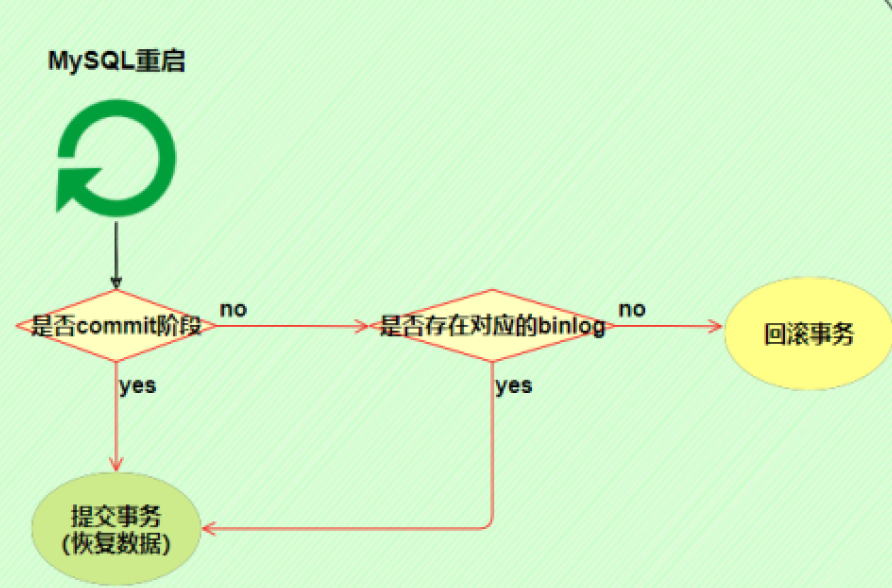 MySQL重启
是否commit阶段
no
是否存在对应的binlog
no
回滚事务
yes
yes
提交事务
(恢复数据)